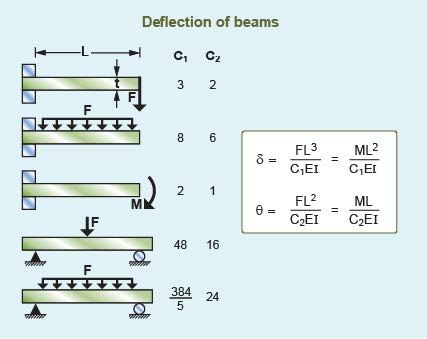 Deflection of beams
L
C₁ C₂
t
F
3 2
F
8 6
M
2 1
F
48 16
F
384/5 24
δ = FL³/C₁EI = ML²/C₁EI
θ = FL²/C₂EI = ML/C₂EI